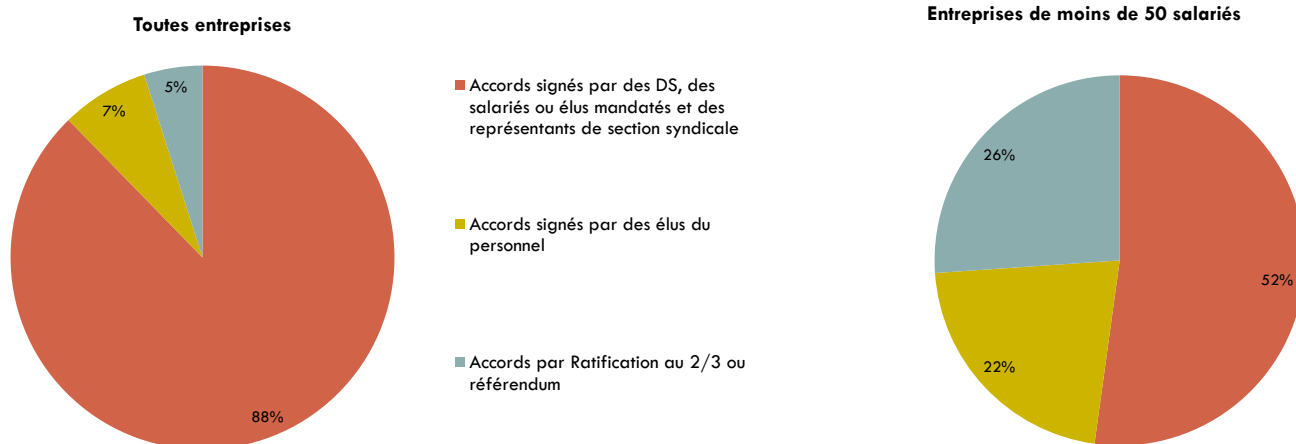 Toutes entreprises
5%
7%
88%
Accords signés par des DS, des
salariés ou élus mandatés et des
représentants de section syndicale
Accords signés par des élus du
personnel
Accords par Ratification au 2/3 ou
référendum
Entreprises de moins de 50 salariés
26%
52%
22%